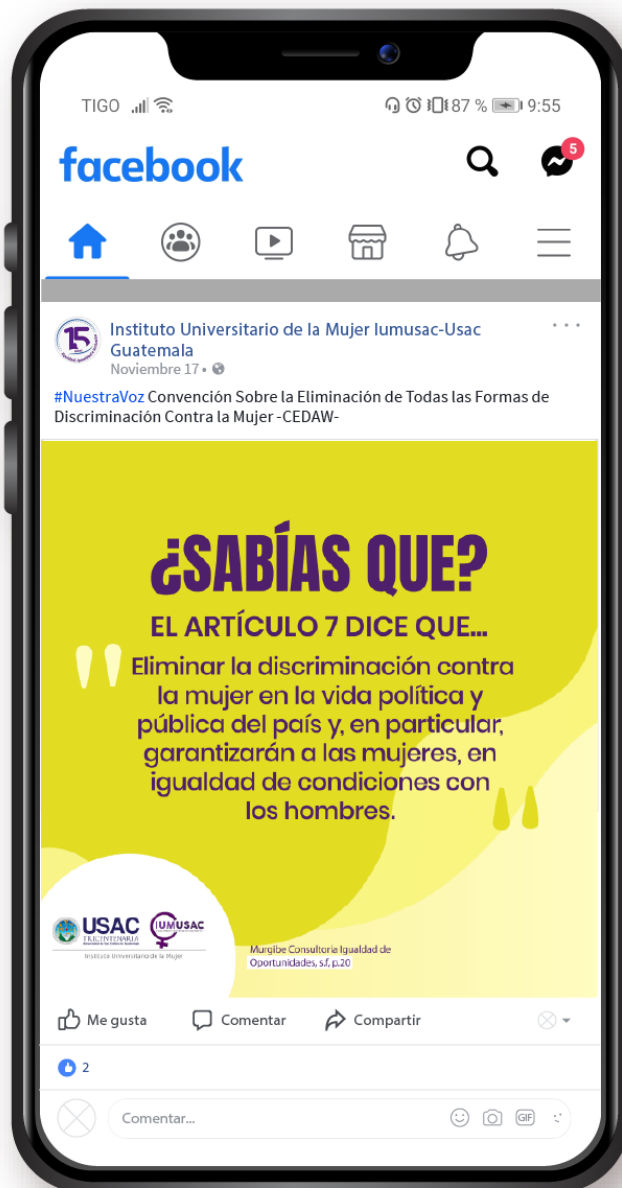 TIGO 87 % 9:55
facebook
5
15
Instituto Universitario de la Mujer Iumusac-Usac
Guatemala
Noviembre 17 •
#NuestraVoz Convención Sobre la Eliminación de Todas las Formas de
Discriminación Contra la Mujer -CEDAW-
¿SABÍAS QUE?
EL ARTÍCULO 7 DICE QUE...
" Eliminar la discriminación contra
la mujer en la vida política y
pública del país y, en particular,
garantizarán a las mujeres, en
igualdad de condiciones con
los hombres. "
USAC IUMUSAC
TRICENTENARIA
Instituto Universitario de la Mujer
Murgibe Consultoria Igualdad de
Oportunidades, s.f, p.20
Me gusta Comentar Compartir
2
Comentar... GIF